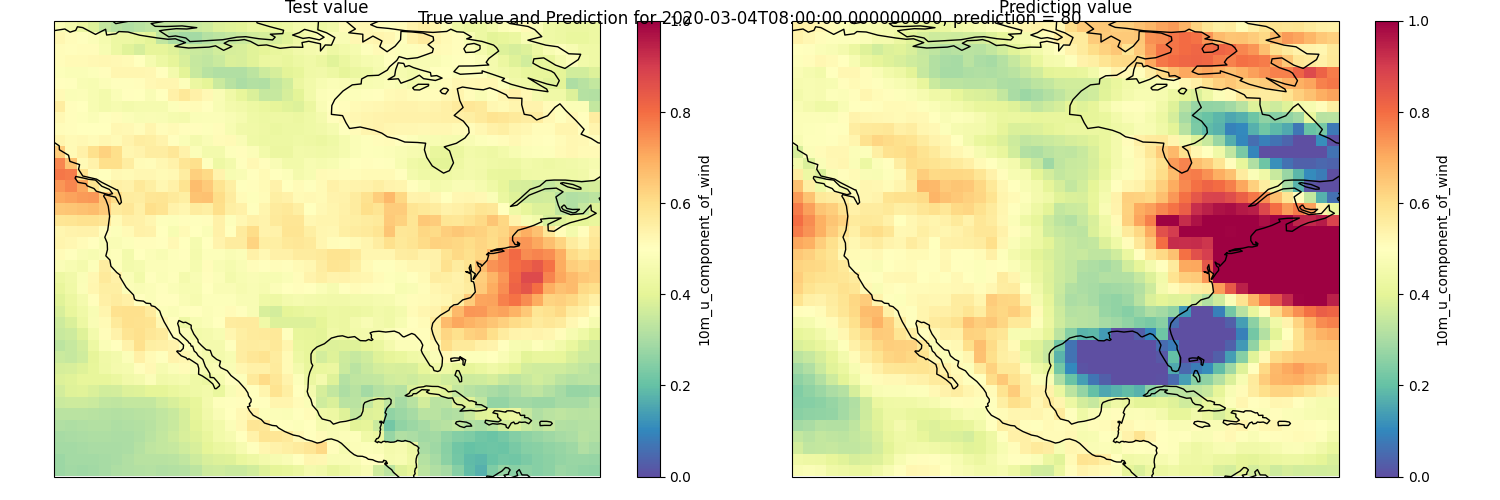 True value and Prediction for 2020-03-04T08:00:00.000000000, prediction = 80
Test value
Prediction value
1.0
0.8
0.6
0.4
0.2
0.0
10m_u_component_of_wind
1.0
0.8
0.6
0.4
0.2
0.0
10m_u_component_of_wind